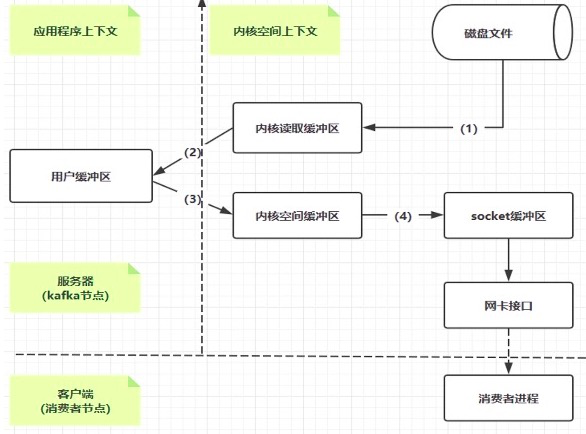 应用程序上下文
内核空间上下文
磁盘文件
内核读取缓冲区
(1)
(2)
用户缓冲区
(3)
内核空间缓冲区
(4)
socket缓冲区
服务器
(kafka节点)
网卡接口
客户端
(消费者节点)
消费者进程